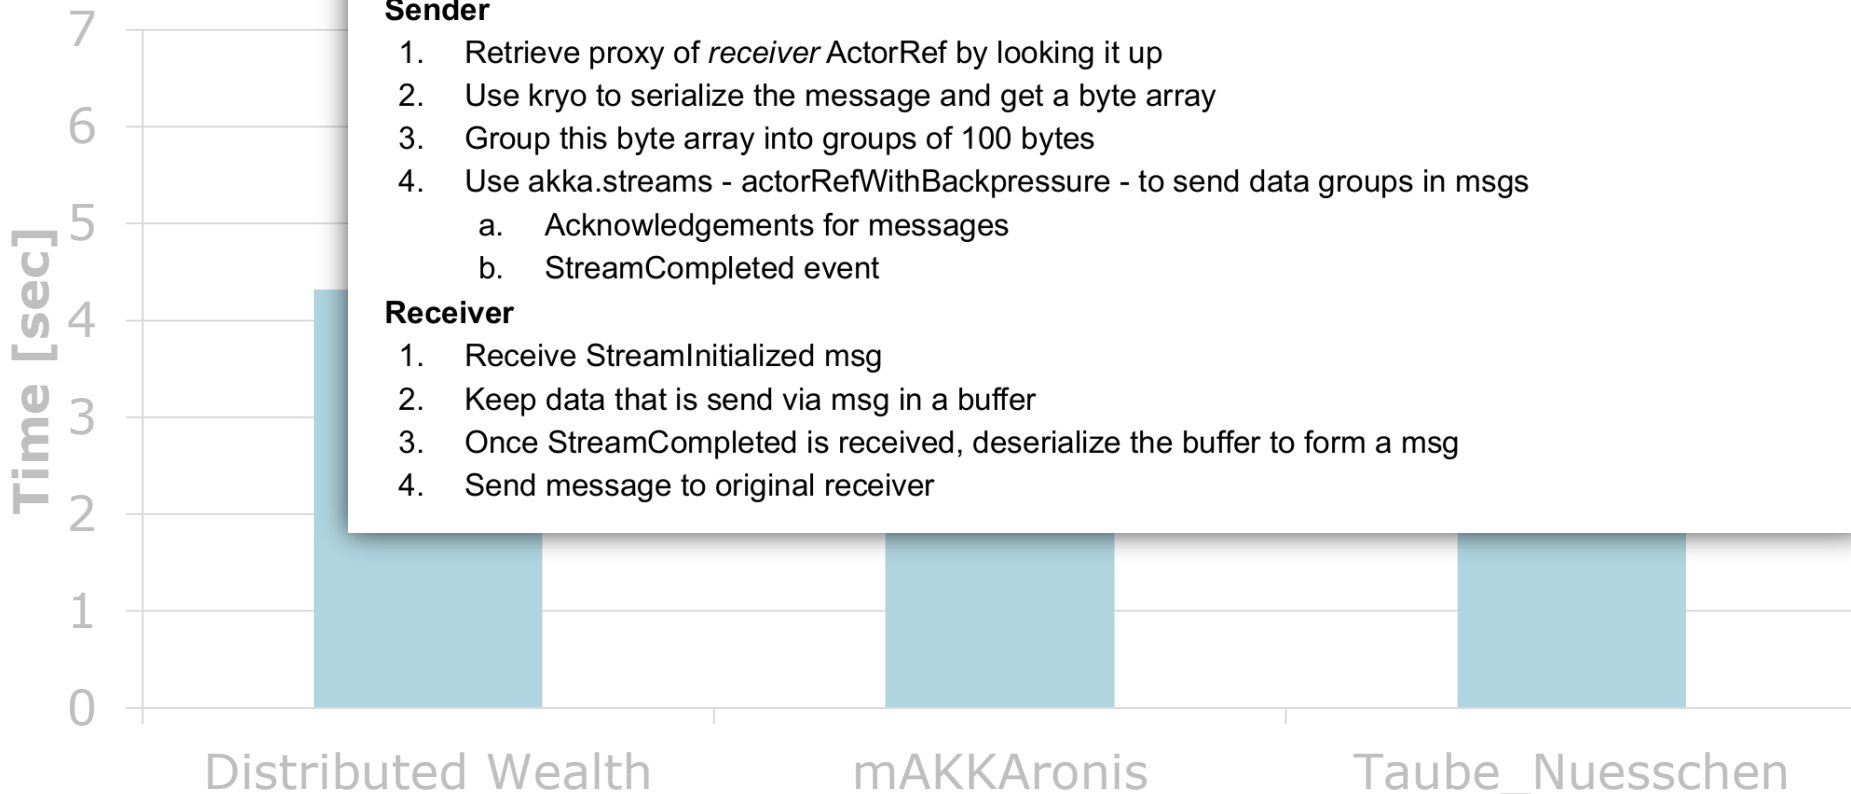 Sender
1. Retrieve proxy of receiver ActorRef by looking it up
2. Use kryo to serialize the message and get a byte array
3. Group this byte array into groups of 100 bytes
4. Use akka.streams - actorRefWithBackpressure - to send data groups in msgs
a. Acknowledgements for messages
b. StreamCompleted event
Receiver
1. Receive StreamInitialized msg
2. Keep data that is send via msg in a buffer
3. Once StreamCompleted is received, deserialize the buffer to form a msg
4. Send message to original receiver
Time [sec]
7
6
5
4
3
2
1
0
Distributed Wealth
mAKKAronis
Taube_Nuesschen